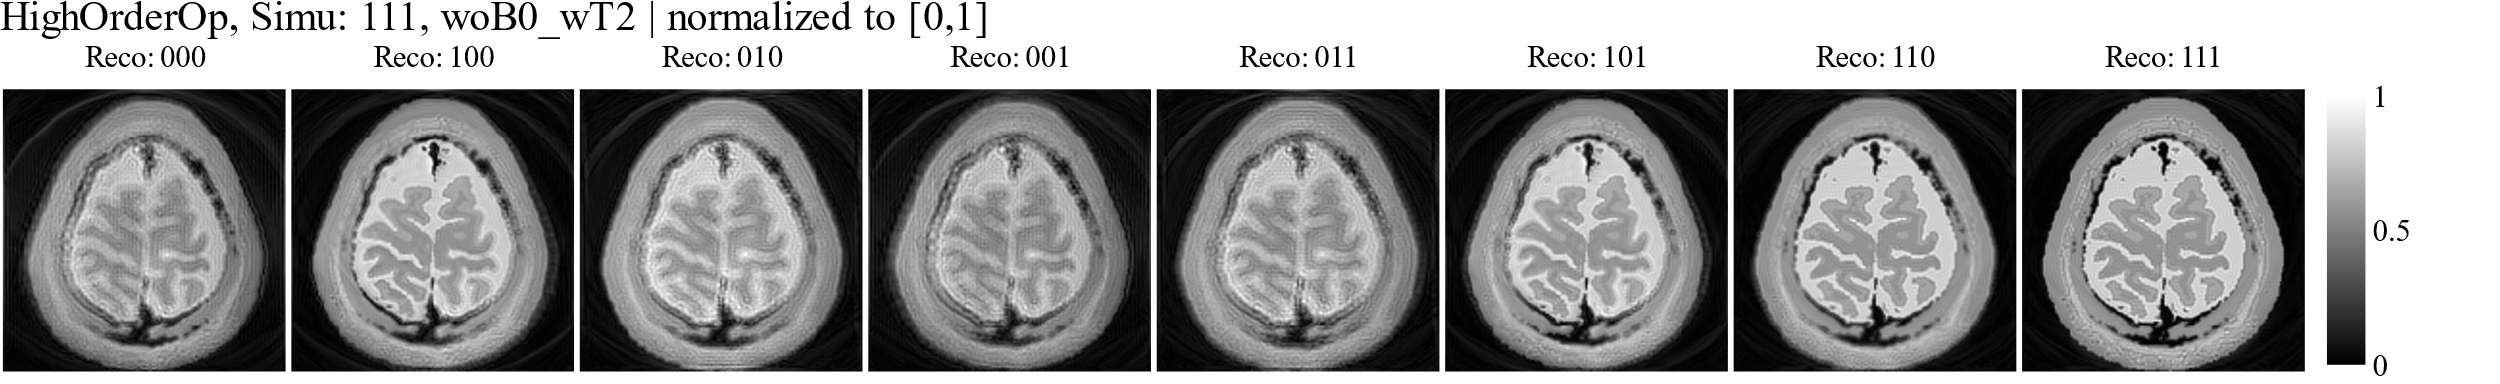 HighOrderOp, Simu: 111, woB0_wT2 | normalized to [0,1]
Reco: 000 Reco: 100 Reco: 010 Reco: 001 Reco: 011 Reco: 101 Reco: 110 Reco: 111
1
0.5
0